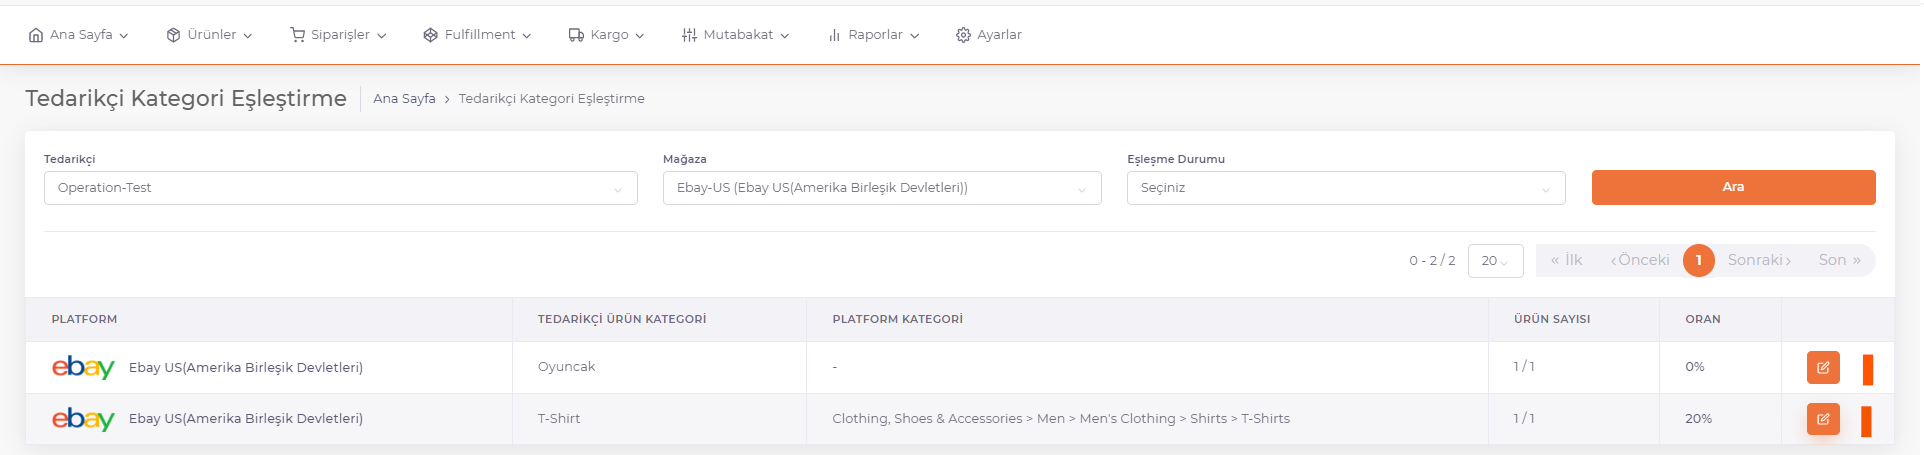 Ana Sayfa Ürünler Siparişler Fulfillment Kargo Mutabakat Raporlar Ayarlar
Tedarikçi Kategori Eşleştirme Ana Sayfa > Tedarikçi Kategori Eşleştirme
Tedarikçi Mağaza Eşleşme Durumu
Operation-Test Ebay-US (Ebay US(Amerika Birleşik Devletleri)) Seçiniz Ara
0 - 2 / 2 20 « İlk ‹Önceki 1 Sonraki› Son »
PLATFORM TEDARİKÇİ ÜRÜN KATEGORİ PLATFORM KATEGORİ ÜRÜN SAYISI ORAN
ebay Ebay US(Amerika Birleşik Devletleri) Oyuncak - 1 / 1 0%
ebay Ebay US(Amerika Birleşik Devletleri) T-Shirt Clothing, Shoes & Accessories > Men > Men's Clothing > Shirts > T-Shirts 1 / 1 20%